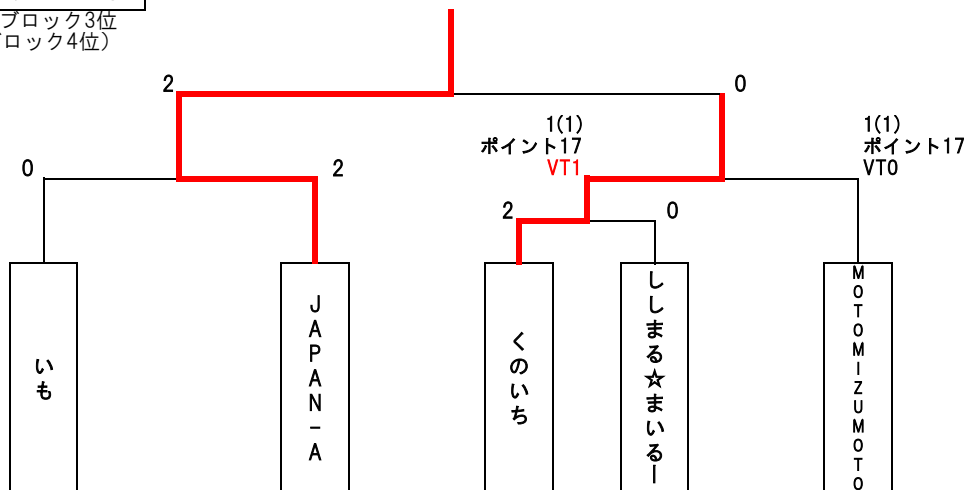 ブロック3位
ブロック4位）
2
0
1(1)
ポイント17
VT1
1(1)
ポイント17
VT0
0
2
2
0
いも
JAPAN-A
くのいち
ししまる☆まいるー
MOTOMIZUMOTO